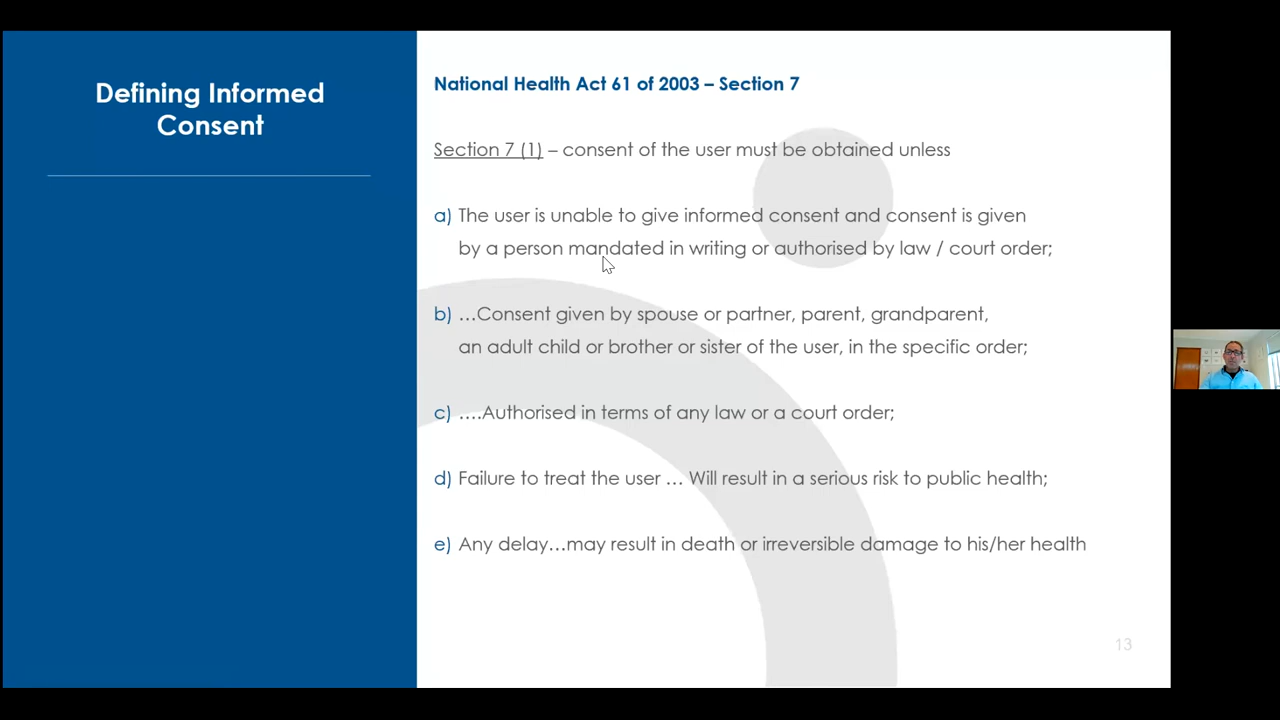 Defining Informed
Consent
National Health Act 61 of 2003 – Section 7
Section 7 (1) – consent of the user must be obtained unless
a) The user is unable to give informed consent and consent is given
by a person mandated in writing or authorised by law / court order;
b) …Consent given by spouse or partner, parent, grandparent,
an adult child or brother or sister of the user, in the specific order;
c) ….Authorised in terms of any law or a court order;
d) Failure to treat the user … Will result in a serious risk to public health;
e) Any delay…may result in death or irreversible damage to his/her health
13